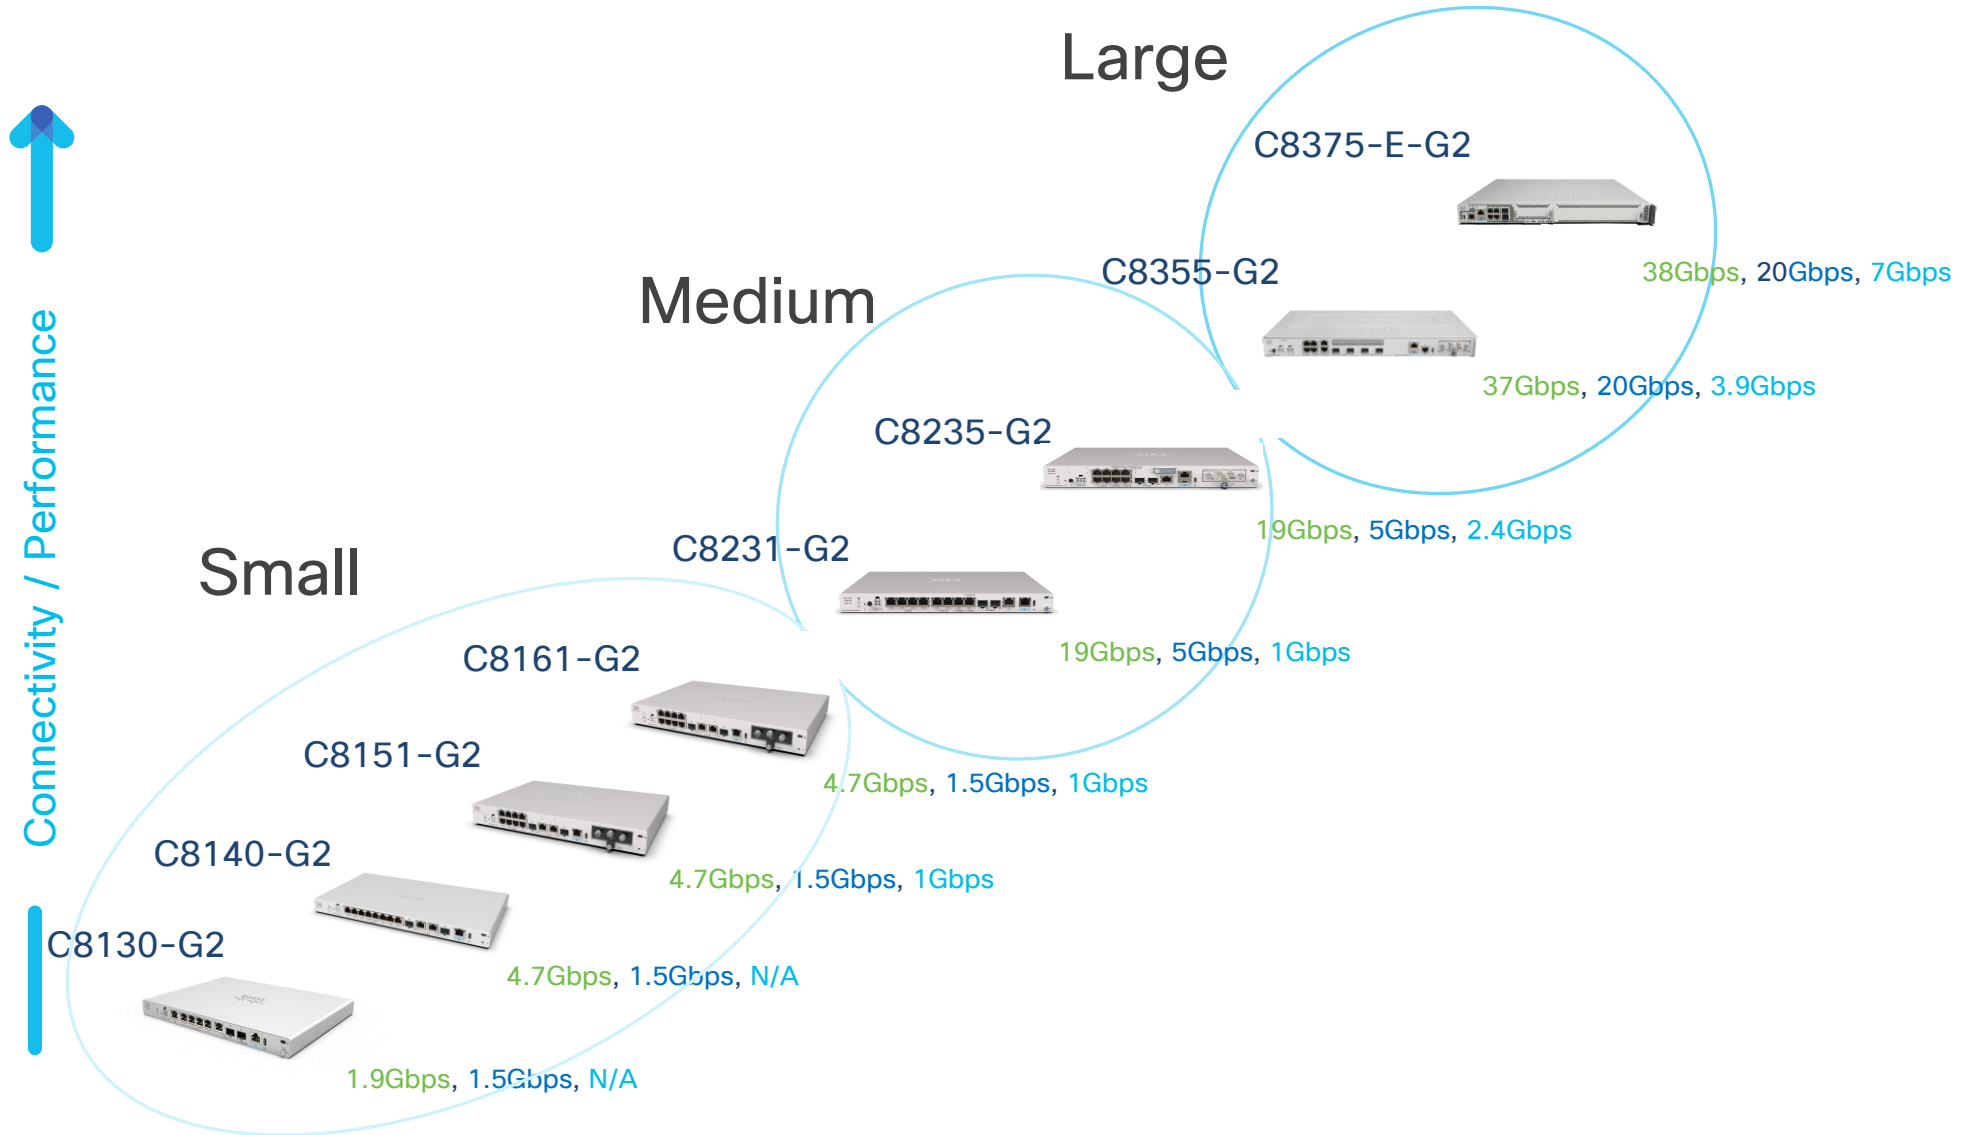 Large
C8375-E-G2
38Gbps, 20Gbps, 7Gbps
C8355-G2
37Gbps, 20Gbps, 3.9Gbps
Medium
C8235-G2
19Gbps, 5Gbps, 2.4Gbps
C8231-G2
19Gbps, 5Gbps, 1Gbps
Small
C8161-G2
4.7Gbps, 1.5Gbps, 1Gbps
C8151-G2
4.7Gbps, 1.5Gbps, 1Gbps
C8140-G2
4.7Gbps, 1.5Gbps, N/A
C8130-G2
1.9Gbps, 1.5Gbps, N/A
Connectivity / Performance